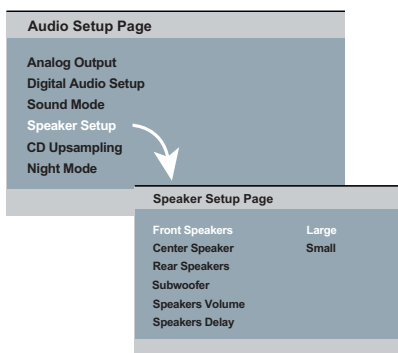 Audio Setup Page
Analog Output
Digital Audio Setup
Sound Mode
Speaker Setup
CD Upsampling
Night Mode
Speaker Setup Page
Front Speakers Large
Center Speaker Small
Rear Speakers
Subwoofer
Speakers Volume
Speakers Delay